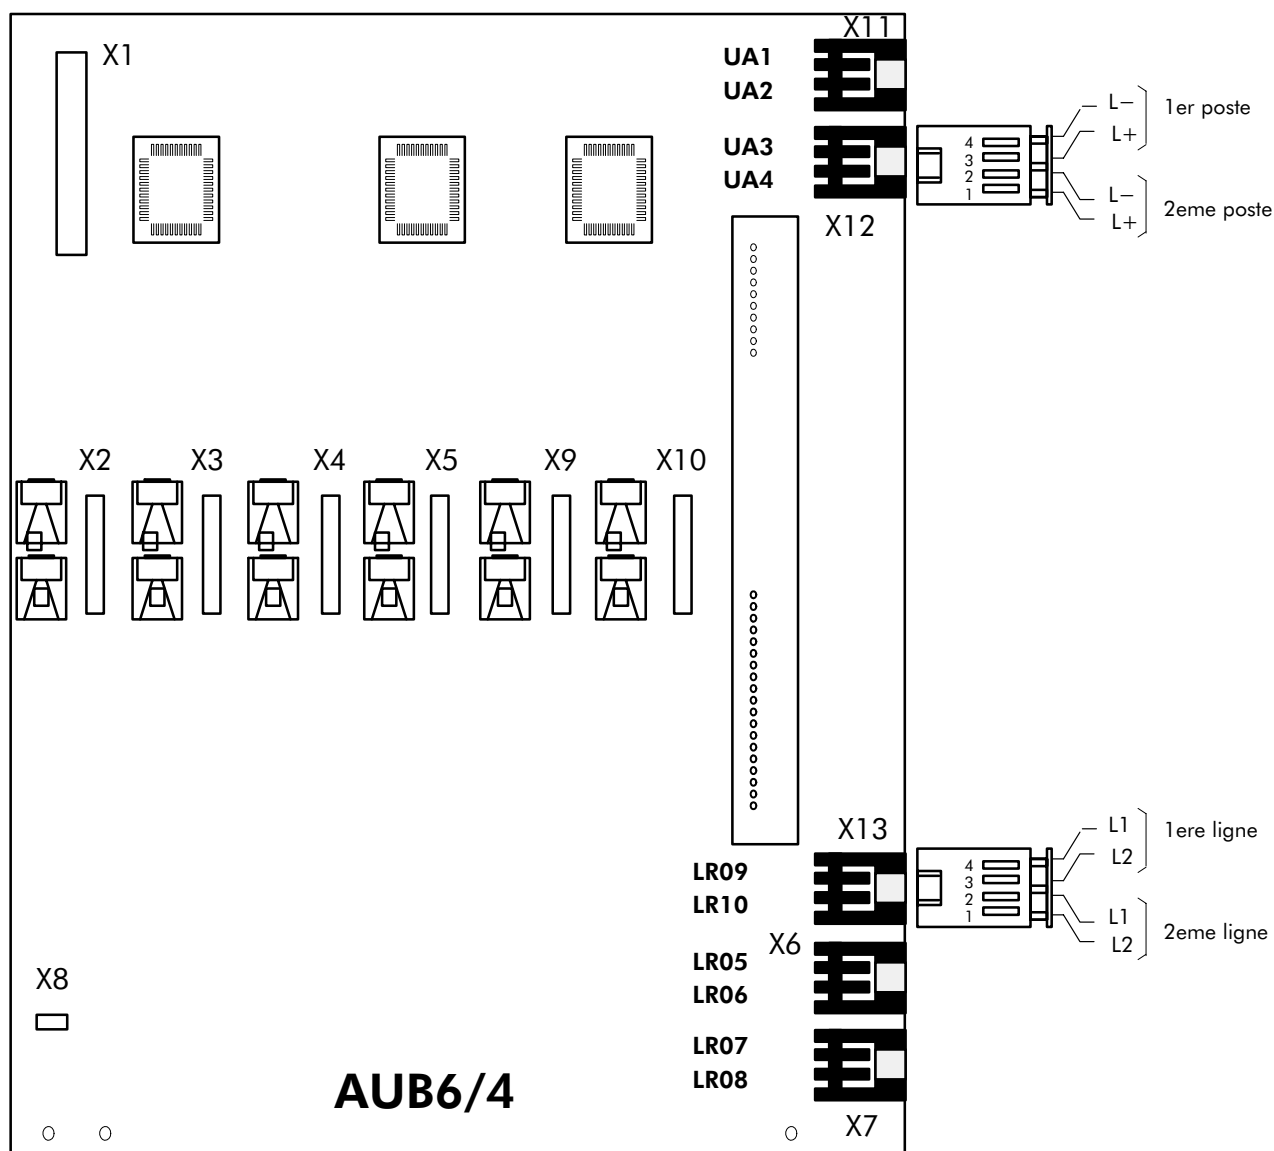 X11
X1
UA1
UA2
L−
L+
1er poste
UA3
UA4
4
3
2
1
L−
L+
2eme poste
X12
X2
X3
X4
X5
X9
X10
X13
L1
L2
1ere ligne
LR09
LR10
4
3
2
1
L1
L2
2eme ligne
X6
LR05
LR06
X8
LR07
LR08
AUB6/4
X7